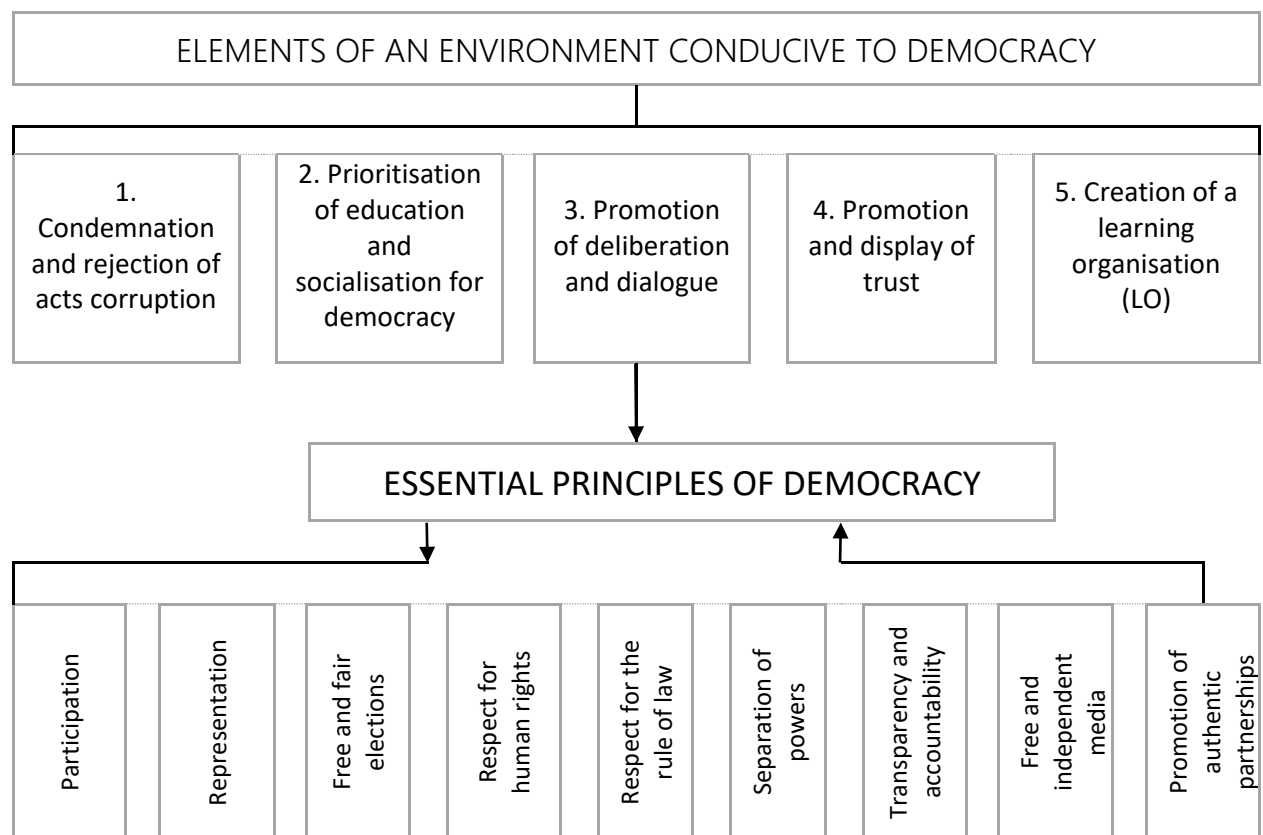 ELEMENTS OF AN ENVIRONMENT CONDUCIVE TO DEMOCRACY
1.
Condemnation
and rejection of
acts corruption
2. Prioritisation
of education
and
socialisation for
democracy
3. Promotion
of deliberation
and dialogue
4. Promotion
and display of
trust
5. Creation of a
learning
organisation
(LO)
ESSENTIAL PRINCIPLES OF DEMOCRACY
Participation
Representation
Free and fair
elections
Respect for
human rights
Respect for the
rule of law
Separation of
powers
Transparency and
accountability
Free and
independent
media
Promotion of
authentic
partnerships